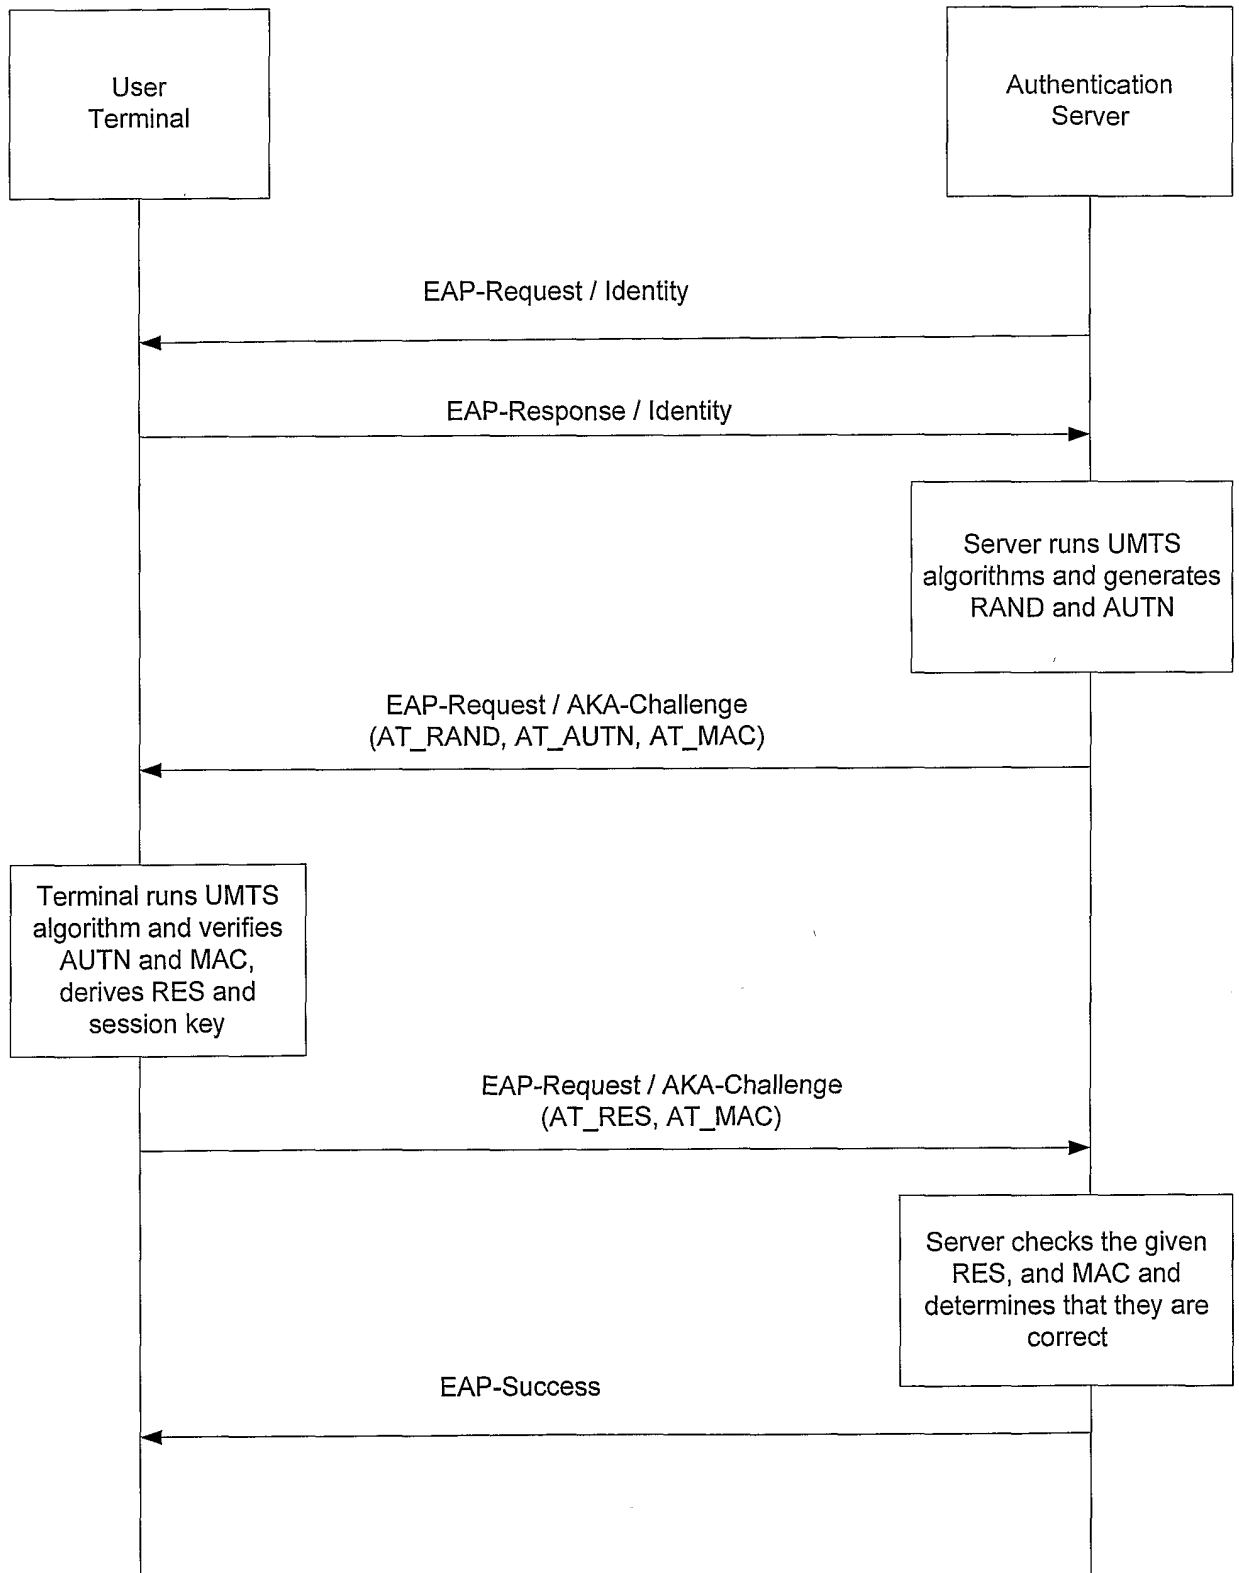 User
Terminal
Authentication
Server
EAP-Request / Identity
EAP-Response / Identity
Server runs UMTS
algorithms and generates
RAND and AUTN
EAP-Request / AKA-Challenge
(AT_RAND, AT_AUTN, AT_MAC)
Terminal runs UMTS
algorithm and verifies
AUTN and MAC,
derives RES and
session key
EAP-Request / AKA-Challenge
(AT_RES, AT_MAC)
Server checks the given
RES, and MAC and
determines that they are
correct
EAP-Success